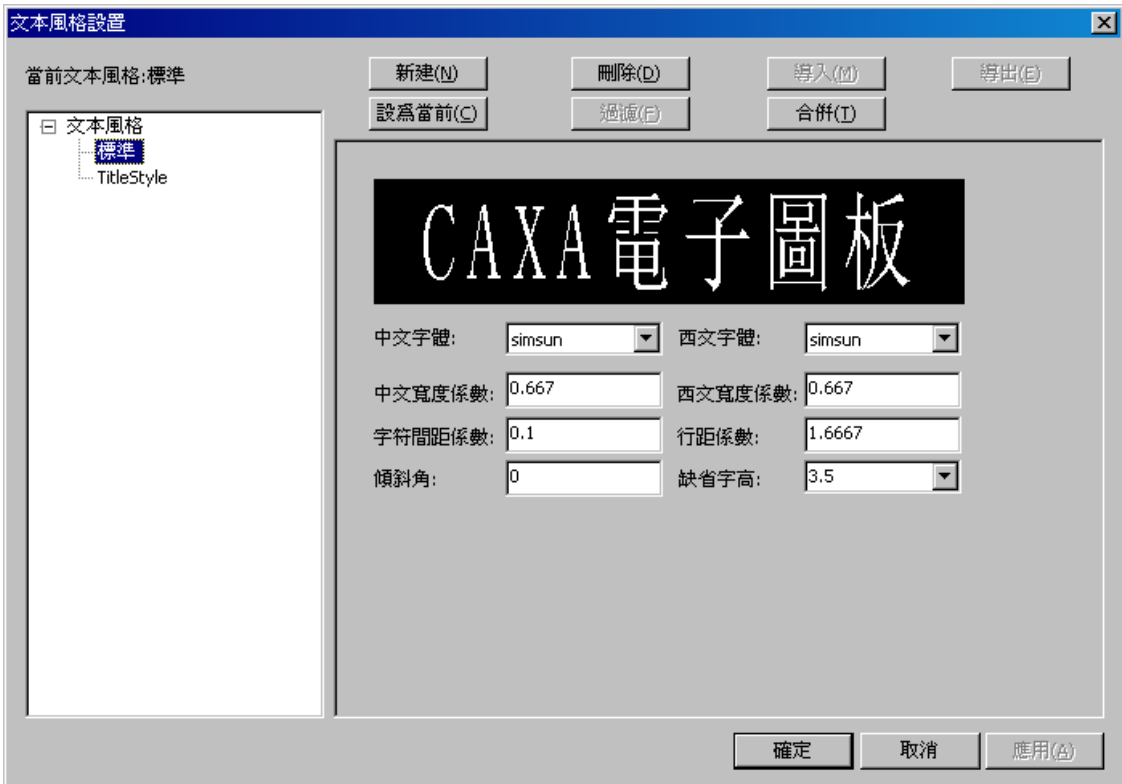 文本風格設置
當前文本風格:標準
新建(N) 刪除(D) 導入(M) 導出(E)
設爲當前(C) 過濾(F) 合併(T)
文本風格
標準
TitleStyle
CAXA電子圖板
中文字體: simsun 西文字體: simsun
中文寬度係數: 0.667 西文寬度係數: 0.667
字符間距係數: 0.1 行距係數: 1.6667
傾斜角: 0 缺省字高: 3.5
確定 取消 應用(A)